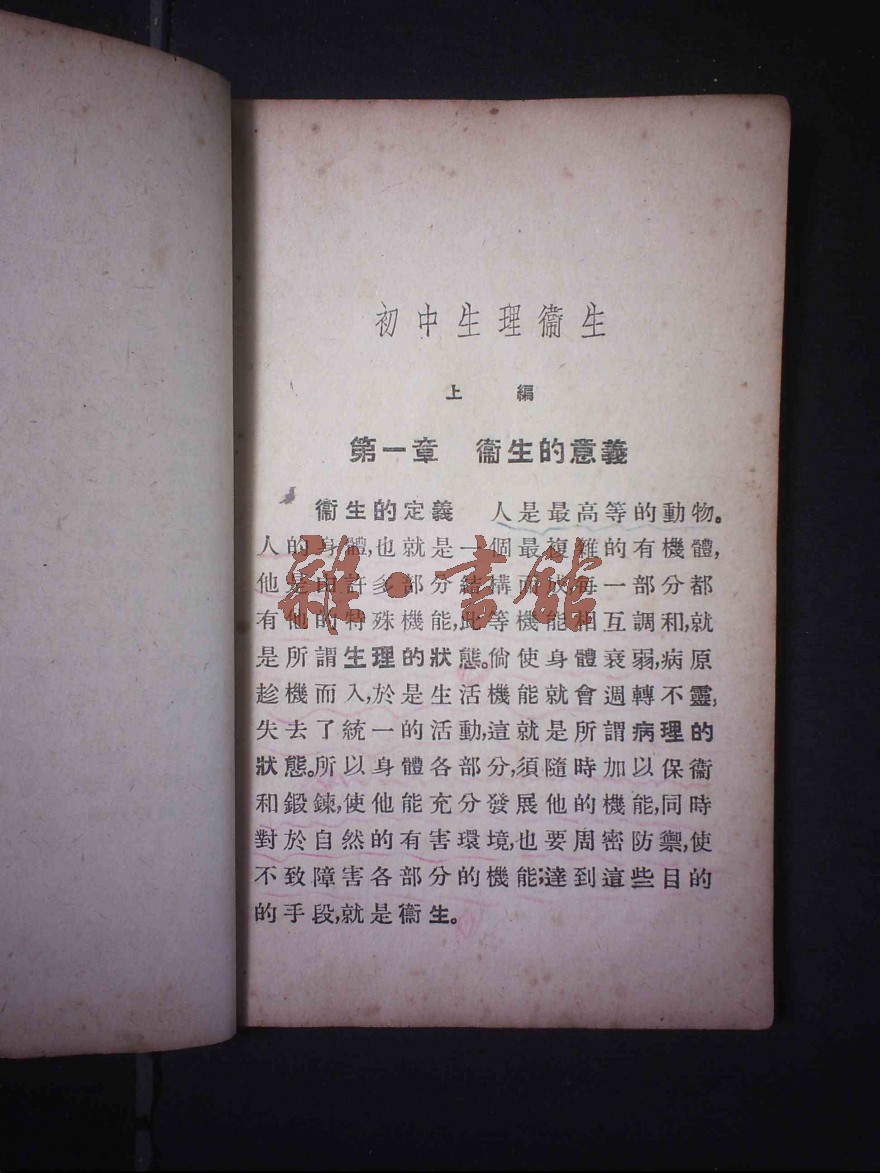 初中生理衞生
上 編
第一章 衞生的意義
衞生的定義 人是最高等的動物。
人的身體,也就是一個最複雜的有機體,
他是由許多部分結構而成,每一部分都
有他的特殊機能,此等機能相互調和,就
是所謂生理的狀態。倘使身體衰弱,病原
趁機而入,於是生活機能就會週轉不靈,
失去了統一的活動,這就是所謂病理的
狀態。所以身體各部分,須隨時加以保衞
和鍛鍊,使他能充分發展他的機能,同時
對於自然的有害環境,也要周密防禦,使
不致障害各部分的機能;達到這些目的
的手段,就是衞生。
雜·書館